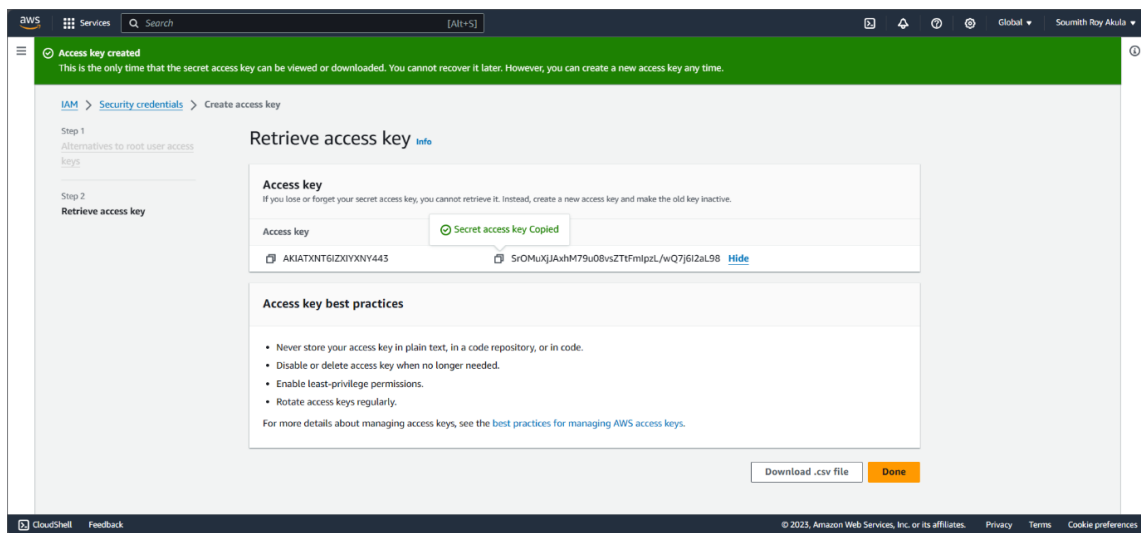 aws
Services
Search
[Alt+S]
Global
Soumith Roy Akula
Access key created
This is the only time that the secret access key can be viewed or downloaded. You cannot recover it later. However, you can create a new access key any time.
IAM > Security credentials > Create access key
Step 1
Alternatives to root user access
keys
Step 2
Retrieve access key
Retrieve access key Info
Access key
If you lose or forget your secret access key, you cannot retrieve it. Instead, create a new access key and make the old key inactive.
Access key
Secret access key Copied
AKIATXNT6IZXIYXNY443
Hide
Access key best practices
• Never store your access key in plain text, in a code repository, or in code.
• Disable or delete access key when no longer needed.
• Enable least-privilege permissions.
• Rotate access keys regularly.
For more details about managing access keys, see the best practices for managing AWS access keys.
Download .csv file
Done
CloudShell
Feedback
© 2023, Amazon Web Services, Inc. or its affiliates.
Privacy
Terms
Cookie preferences